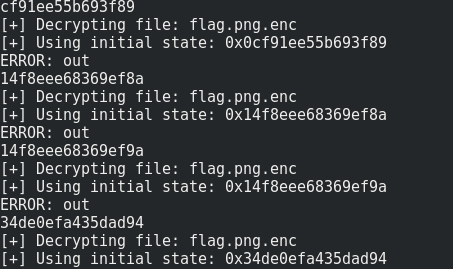 cf91ee55b693f89
[+] Decrypting file: flag.png.enc
[+] Using initial state: 0x0cf91ee55b693f89
ERROR: out
14f8eee68369ef8a
[+] Decrypting file: flag.png.enc
[+] Using initial state: 0x14f8eee68369ef8a
ERROR: out
14f8eee68369ef9a
[+] Decrypting file: flag.png.enc
[+] Using initial state: 0x14f8eee68369ef9a
ERROR: out
34de0efa435dad94
[+] Decrypting file: flag.png.enc
[+] Using initial state: 0x34de0efa435dad94